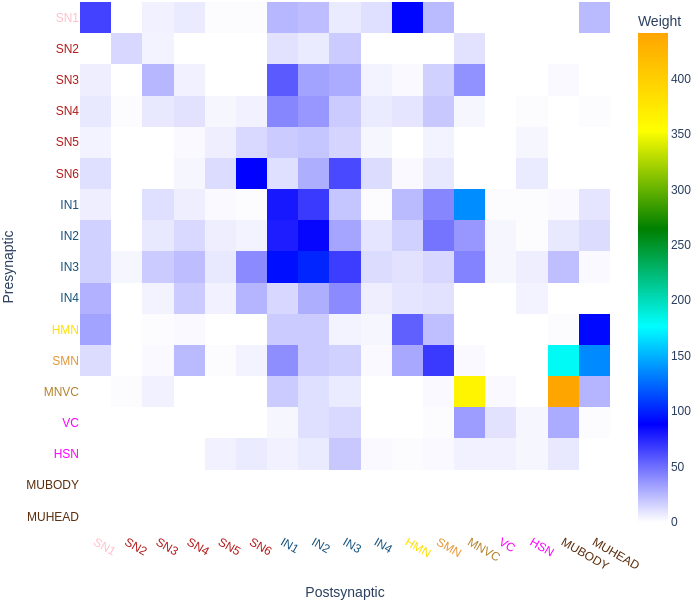 Weight
SN1
SN2
SN3
SN4
SN5
SN6
IN1
IN2
IN3
IN4
HMN
SMN
MNVC
VC
HSN
MUBODY
MUHEAD
Presynaptic
400
350
300
250
200
150
100
50
0
SN1
SN2
SN3
SN4
SN5
SN6
IN1
IN2
IN3
IN4
HMN
SMN
MNVC
VC
HSN
MUBODY
MUHEAD
Postsynaptic